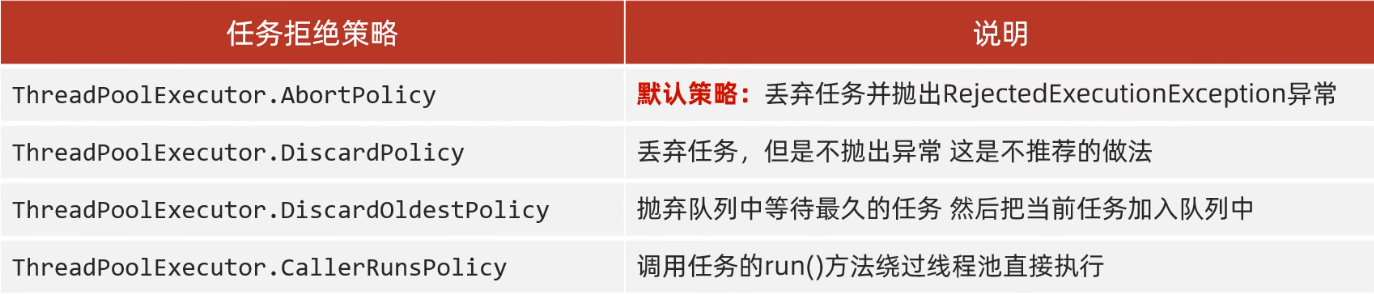 任务拒绝策略 说明
ThreadPoolExecutor.AbortPolicy 默认策略：丢弃任务并抛出RejectedExecutionException异常
ThreadPoolExecutor.DiscardPolicy 丢弃任务，但是不抛出异常 这是不推荐的做法
ThreadPoolExecutor.DiscardOldestPolicy 抛弃队列中等待最久的任务 然后把当前任务加入队列中
ThreadPoolExecutor.CallerRunsPolicy 调用任务的run()方法绕过线程池直接执行